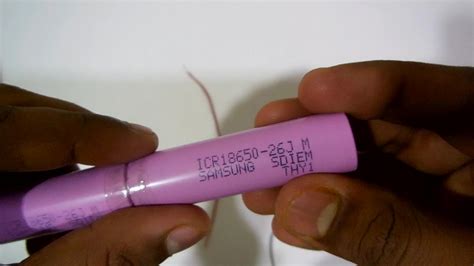 ICR18650-26J M
SAMSUNG SDIEM
THY1